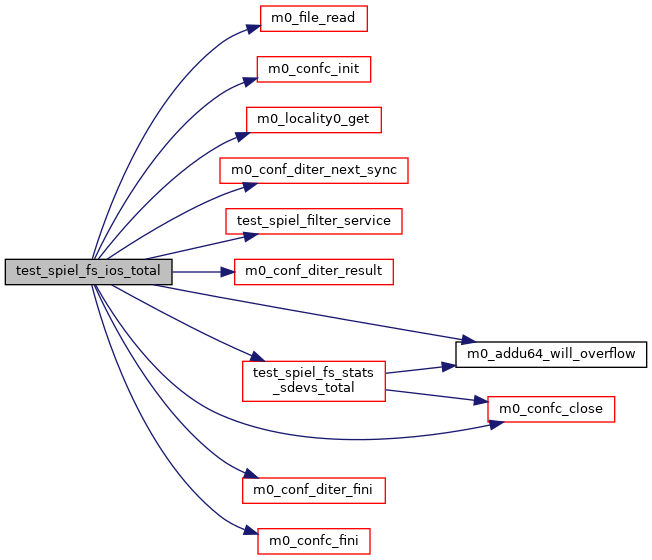 m0_file_read
m0_confc_init
m0_locality0_get
m0_conf_diter_next_sync
test_spiel_filter_service
test_spiel_fs_ios_total
m0_conf_diter_result
m0_addu64_will_overflow
test_spiel_fs_stats
_sdevs_total
m0_confc_close
m0_conf_diter_fini
m0_confc_fini